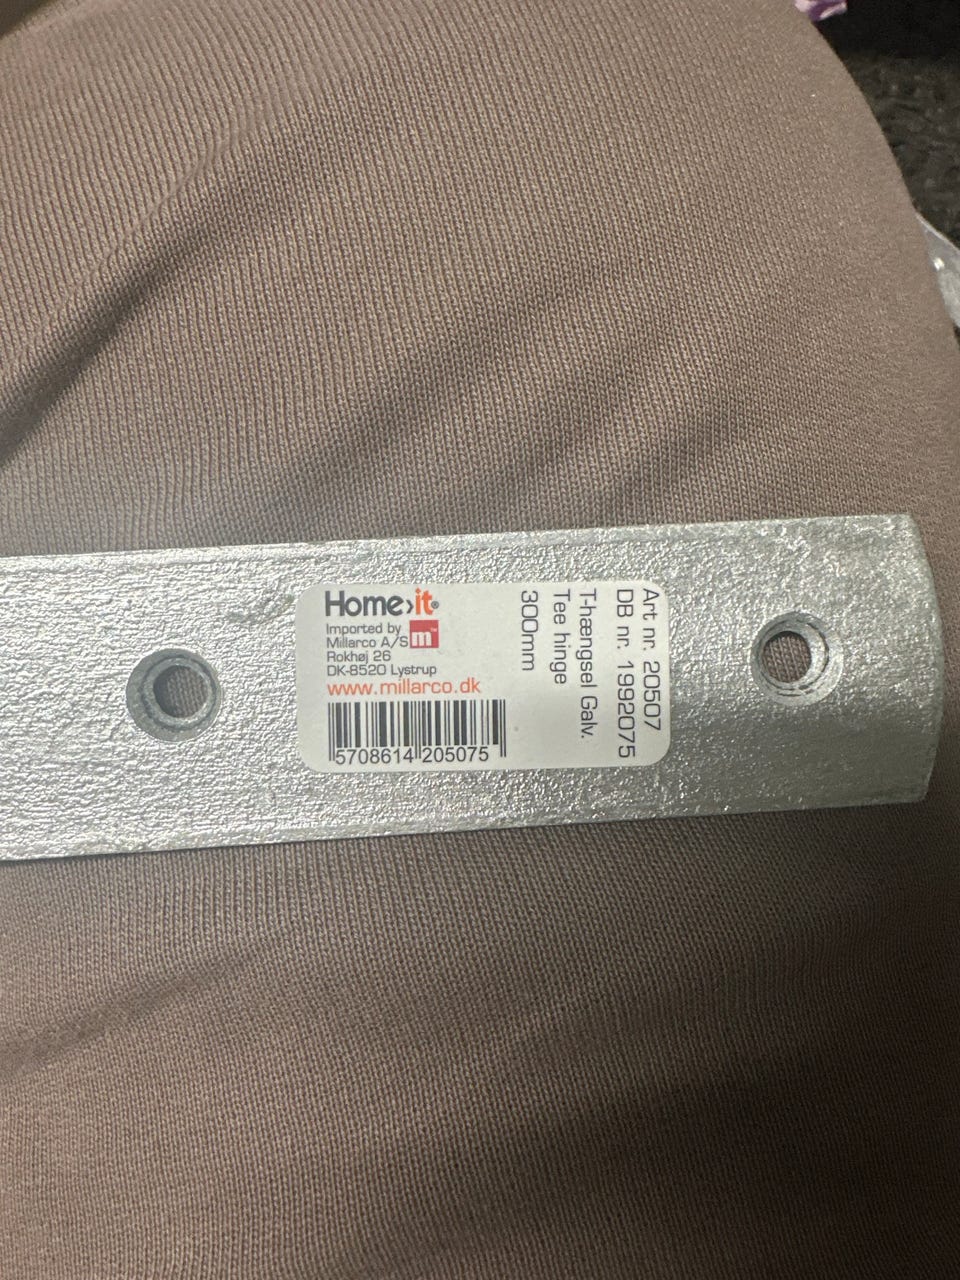 Home>it®
Imported by
Millarco A/S
m™
Rokhøj 26
DK-8520 Lystrup
www.millarco.dk
5708614 205075
Art nr. 20507
DB nr. 1992075
T-hængsel Galv.
Tee hinge
300mm